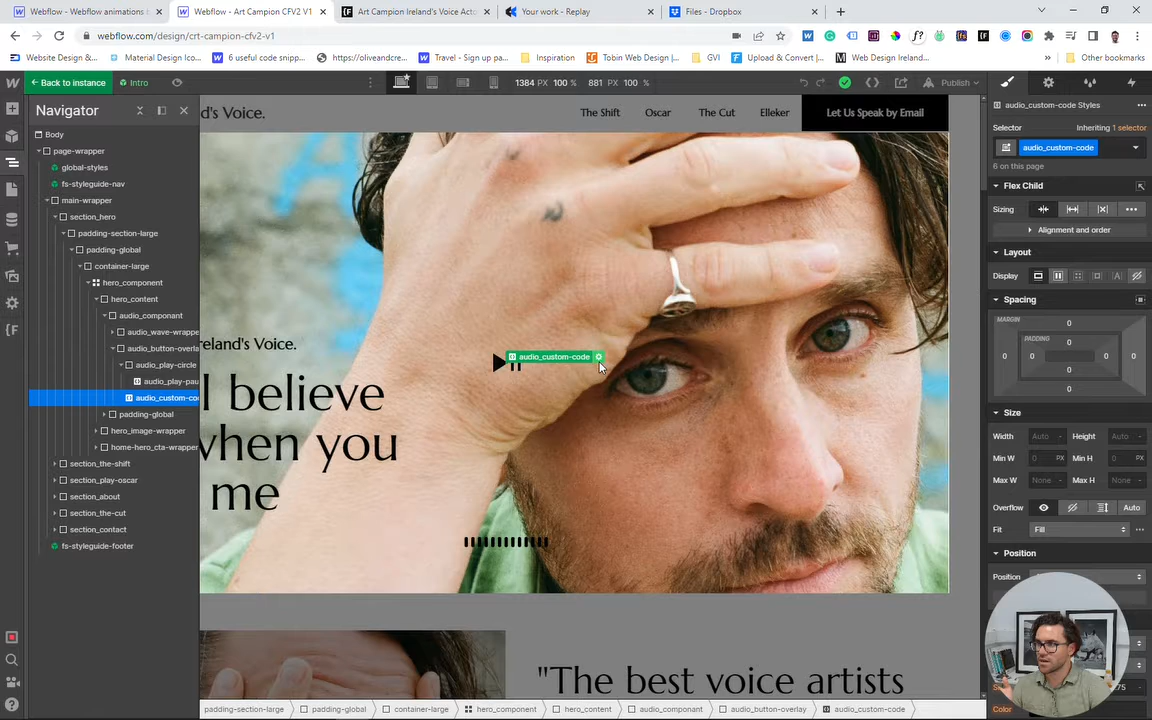 Webflow - Webflow animations b
Webflow - Art Campion CFV2 V1
Art Campion Ireland's Voice Acto
Your work - Replay
Files - Dropbox
webflow.com/design/crt-campion-cfv2-v1
Website Design &...
Material Design Ico...
6 useful code snipp...
https://oliveandcre...
Travel - Sign up pa...
Inspiration
Tobin Web Design |...
GVI
Upload & Convert |...
Web Design Ireland...
Other bookmarks
Back to instance
Intro
1384 PX 100 %
881 PX 100 %
Publish
Navigator
Body
page-wrapper
global-styles
fs-styleguide-nav
main-wrapper
section_hero
padding-section-large
padding-global
container-large
hero_component
hero_content
audio_component
audio_wave-wrappe
audio_button-overla
audio_play-circle
audio_play-pau
audio_custom-co
padding-global
hero_image-wrapper
home-hero_cta-wrappe
section_the-shift
section_play-oscar
section_about
section_the-cut
section_contact
fs-styleguide-footer
d's Voice.
The Shift
Oscar
The Cut
Elleker
Let Us Speak by Email
reland's Voice.
I believe
when you
me
audio_custom-code
"The best voice artists
audio_custom-code Styles
Selector
Inheriting 1 selector
audio_custom-code
6 on this page
Flex Child
Sizing
Alignment and order
Layout
Display
Spacing
MARGIN
0
PADDING
0
0
0
0
0
0
0
Size
Width
Auto
-
Height
Auto
-
Min W
0
PX
Min H
0
PX
Max W
None
-
Max H
None
-
Overflow
Auto
Fit
Fill
Position
Position
Color
padding-section-large
padding-global
container-large
hero_component
hero_content
audio_component
audio_button-overlay
audio_custom-code